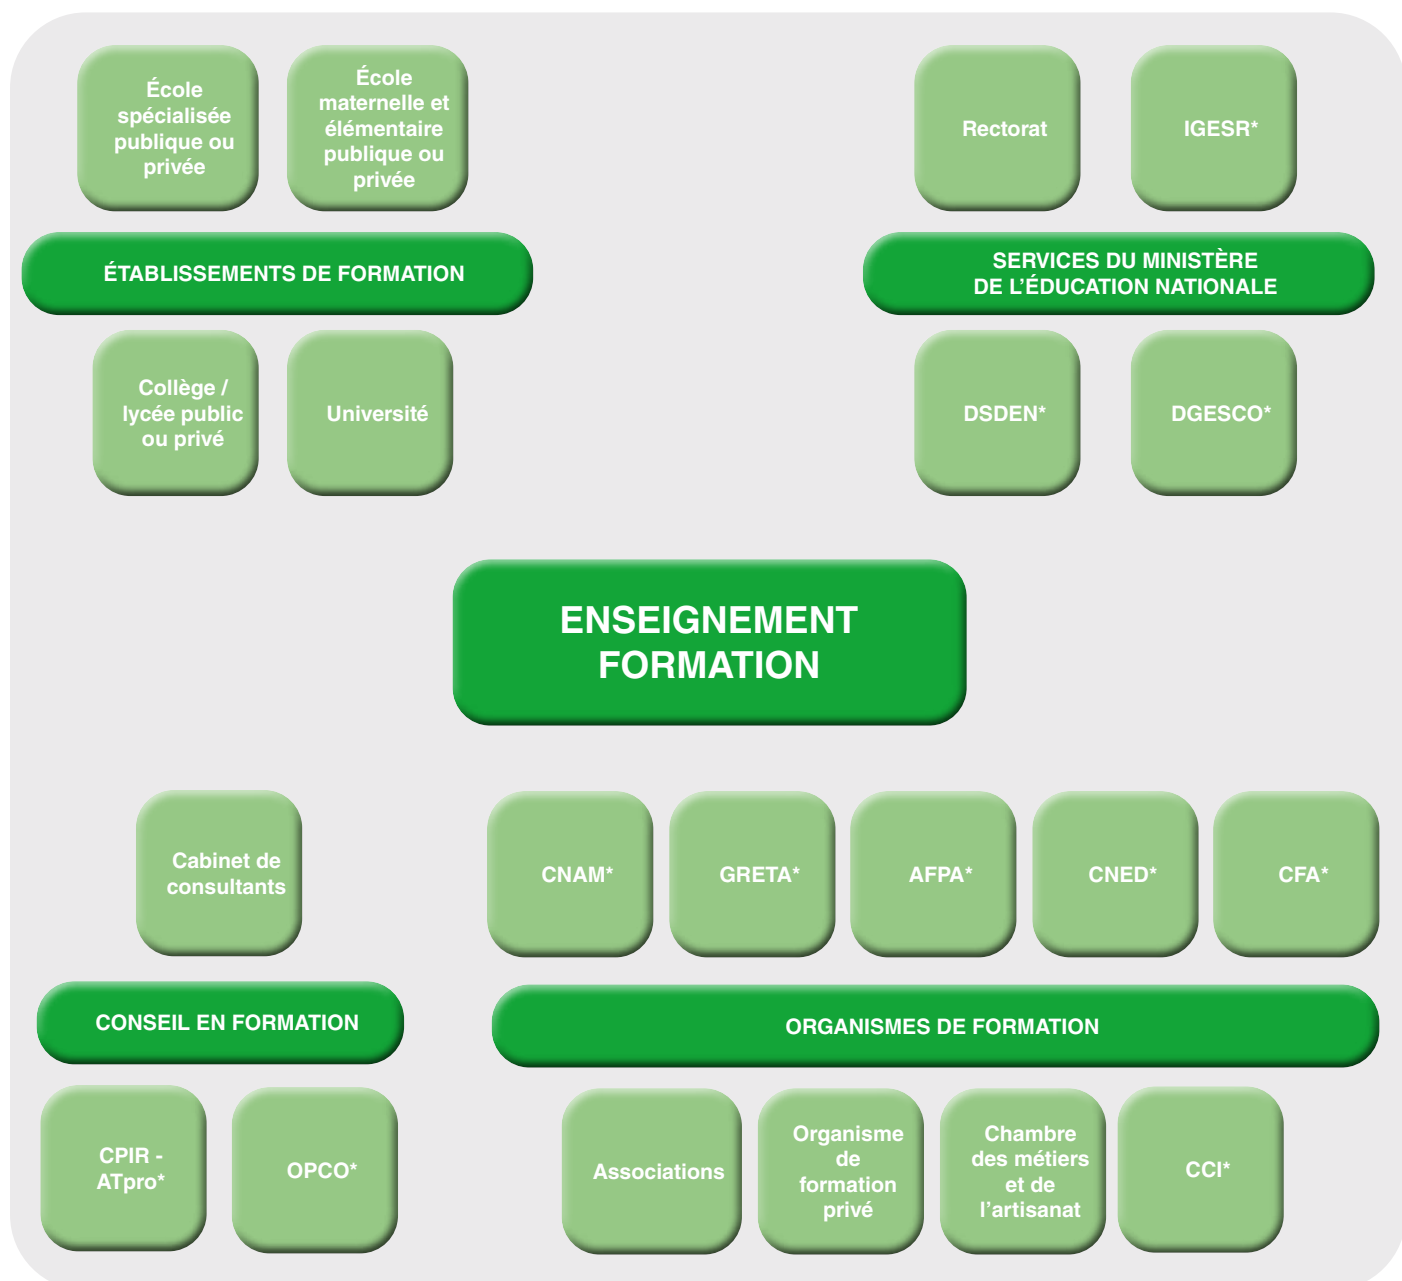 École
spécialisée
publique ou
privée
École
maternelle et
élémentaire
publique ou
privée
Rectorat
IGESR*
ÉTABLISSEMENTS DE FORMATION
SERVICES DU MINISTÈRE
DE L’ÉDUCATION NATIONALE
Collège /
lycée public
ou privé
Université
DSDEN*
DGESCO*
ENSEIGNEMENT
FORMATION
Cabinet de
consultants
CNAM*
GRETA*
AFPA*
CNED*
CFA*
CONSEIL EN FORMATION
ORGANISMES DE FORMATION
CPIR -
ATpro*
OPCO*
Associations
Organisme
de
formation
privé
Chambre
des métiers
et de
l’artisanat
CCI*